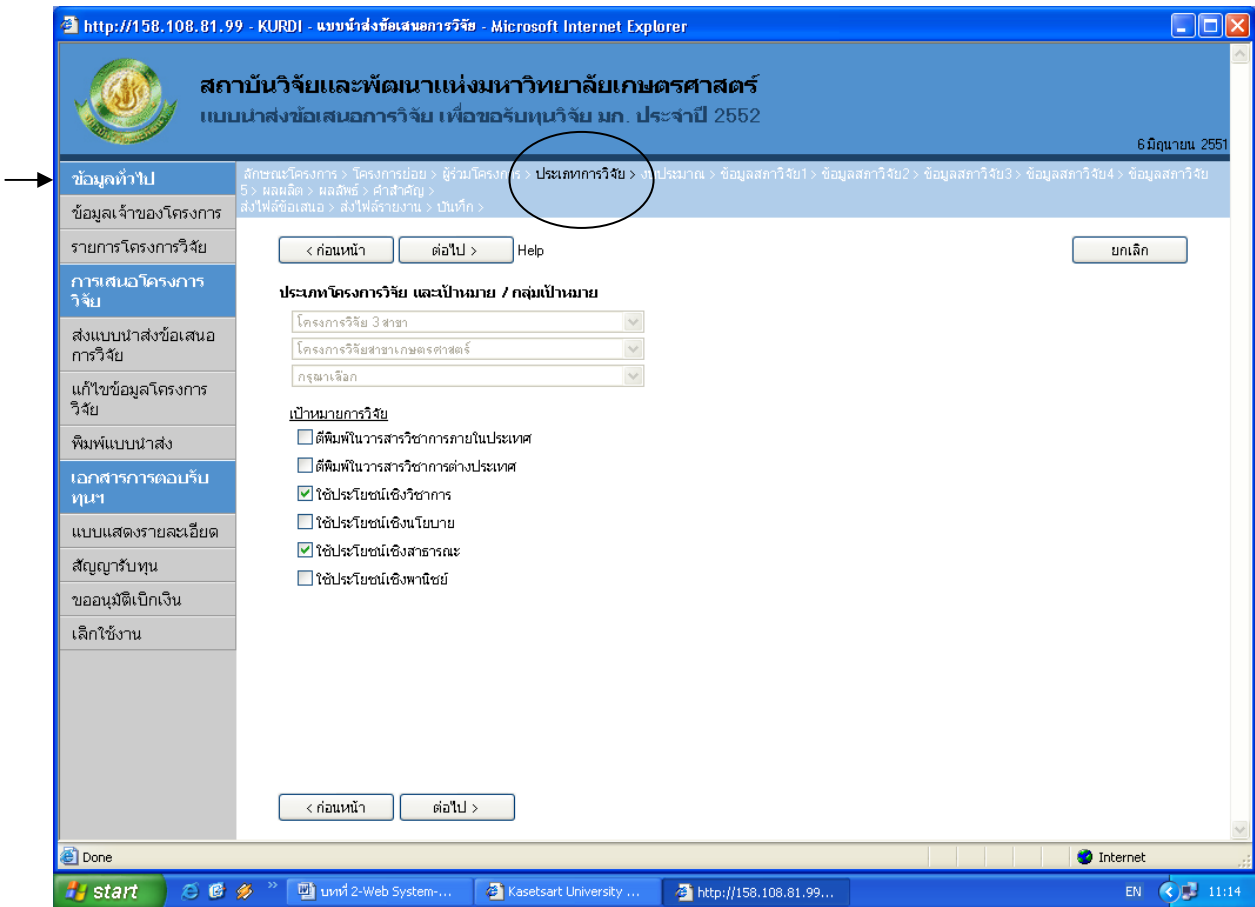 http://158.108.81.99 - KURDI - แบบนำส่งข้อเสนอการวิจัย - Microsoft Internet Explorer
สถาบันวิจัยและพัฒนาแห่งมหาวิทยาลัยเกษตรศาสตร์
แบบนำส่งข้อเสนอการวิจัย เพื่อขอรับทุนวิจัย มก. ประจำปี 2552
6 มิถุนายน 2551
ข้อมูลทั่วไป
ข้อมูลเจ้าของโครงการ
รายการโครงการวิจัย
การเสนอโครงการ
วิจัย
ส่งแบบนำส่งข้อเสนอ
การวิจัย
แก้ไขข้อมูลโครงการ
วิจัย
พิมพ์แบบนำส่ง
เอกสารการตอบรับ
ทุนฯ
แบบแสดงรายละเอียด
สัญญารับทุน
ขออนุมัติเบิกเงิน
เลิกใช้งาน
ลักษณะโครงการ > โครงการย่อย > ผู้ร่วมโครงการ > ประเภทการวิจัย > งบประมาณ > ข้อมูลสภาวิจัย1 > ข้อมูลสภาวิจัย2 > ข้อมูลสภาวิจัย3 > ข้อมูลสภาวิจัย4 > ข้อมูลสภาวิจัย
5 > ผลผลิต > ผลลัพธ์ > คำสำคัญ >
ส่งไฟล์ข้อเสนอ > ส่งไฟล์รายงาน > บันทึก >
< ก่อนหน้า ต่อไป > Help ยกเลิก
ประเภทโครงการวิจัย และเป้าหมาย / กลุ่มเป้าหมาย
โครงการวิจัย 3 สาขา
โครงการวิจัยสาขาเกษตรศาสตร์
กรุณาเลือก
เป้าหมายการวิจัย
ตีพิมพ์ในวารสารวิชาการภายในประเทศ
ตีพิมพ์ในวารสารวิชาการต่างประเทศ
ใช้ประโยชน์เชิงวิชาการ
ใช้ประโยชน์เชิงนโยบาย
ใช้ประโยชน์เชิงสาธารณะ
ใช้ประโยชน์เชิงพานิชย์
< ก่อนหน้า ต่อไป >
Done Internet
start บทที่ 2-Web System-... Kasetsart University ... http://158.108.81.99... EN 11:14